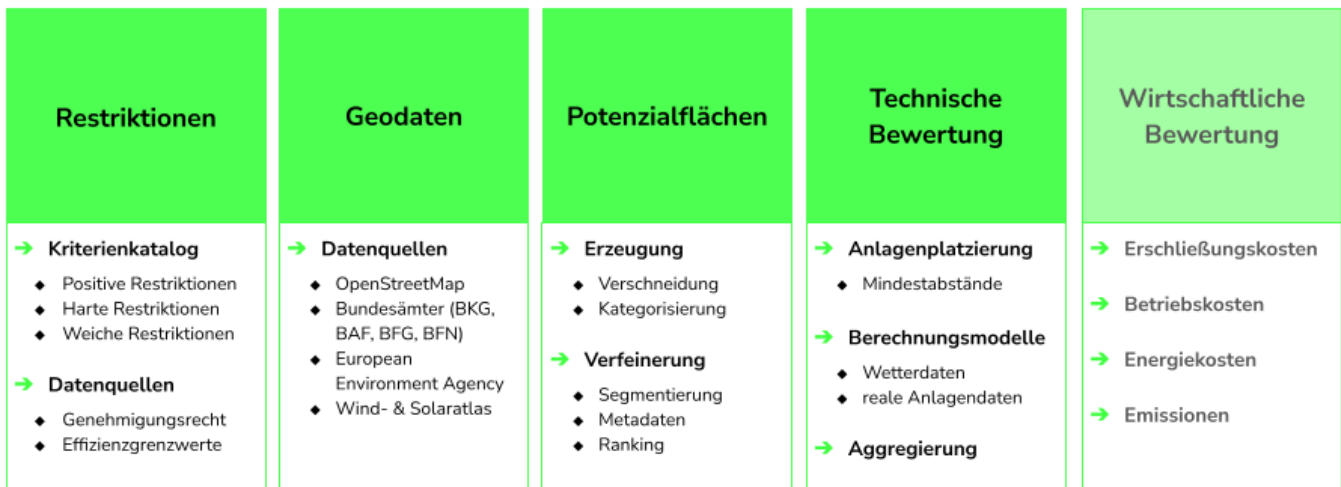 Restriktionen
➔ Kriterienkatalog
◆ Positive Restriktionen
◆ Harte Restriktionen
◆ Weiche Restriktionen
➔ Datenquellen
◆ Genehmigungsrecht
◆ Effizienzgrenzwerte
Geodaten
➔ Datenquellen
◆ OpenStreetMap
◆ Bundesämter (BKG,
BAF, BFG, BFN)
◆ European
Environment Agency
◆ Wind- & Solaratlas
Potenzialflächen
➔ Erzeugung
◆ Verschneidung
◆ Kategorisierung
➔ Verfeinerung
◆ Segmentierung
◆ Metadaten
◆ Ranking
Technische
Bewertung
➔ Anlagenplatzierung
◆ Mindestabstände
➔ Berechnungsmodelle
◆ Wetterdaten
◆ reale Anlagendaten
➔ Aggregierung
Wirtschaftliche
Bewertung
➔ Erschließungskosten
➔ Betriebskosten
➔ Energiekosten
➔ Emissionen